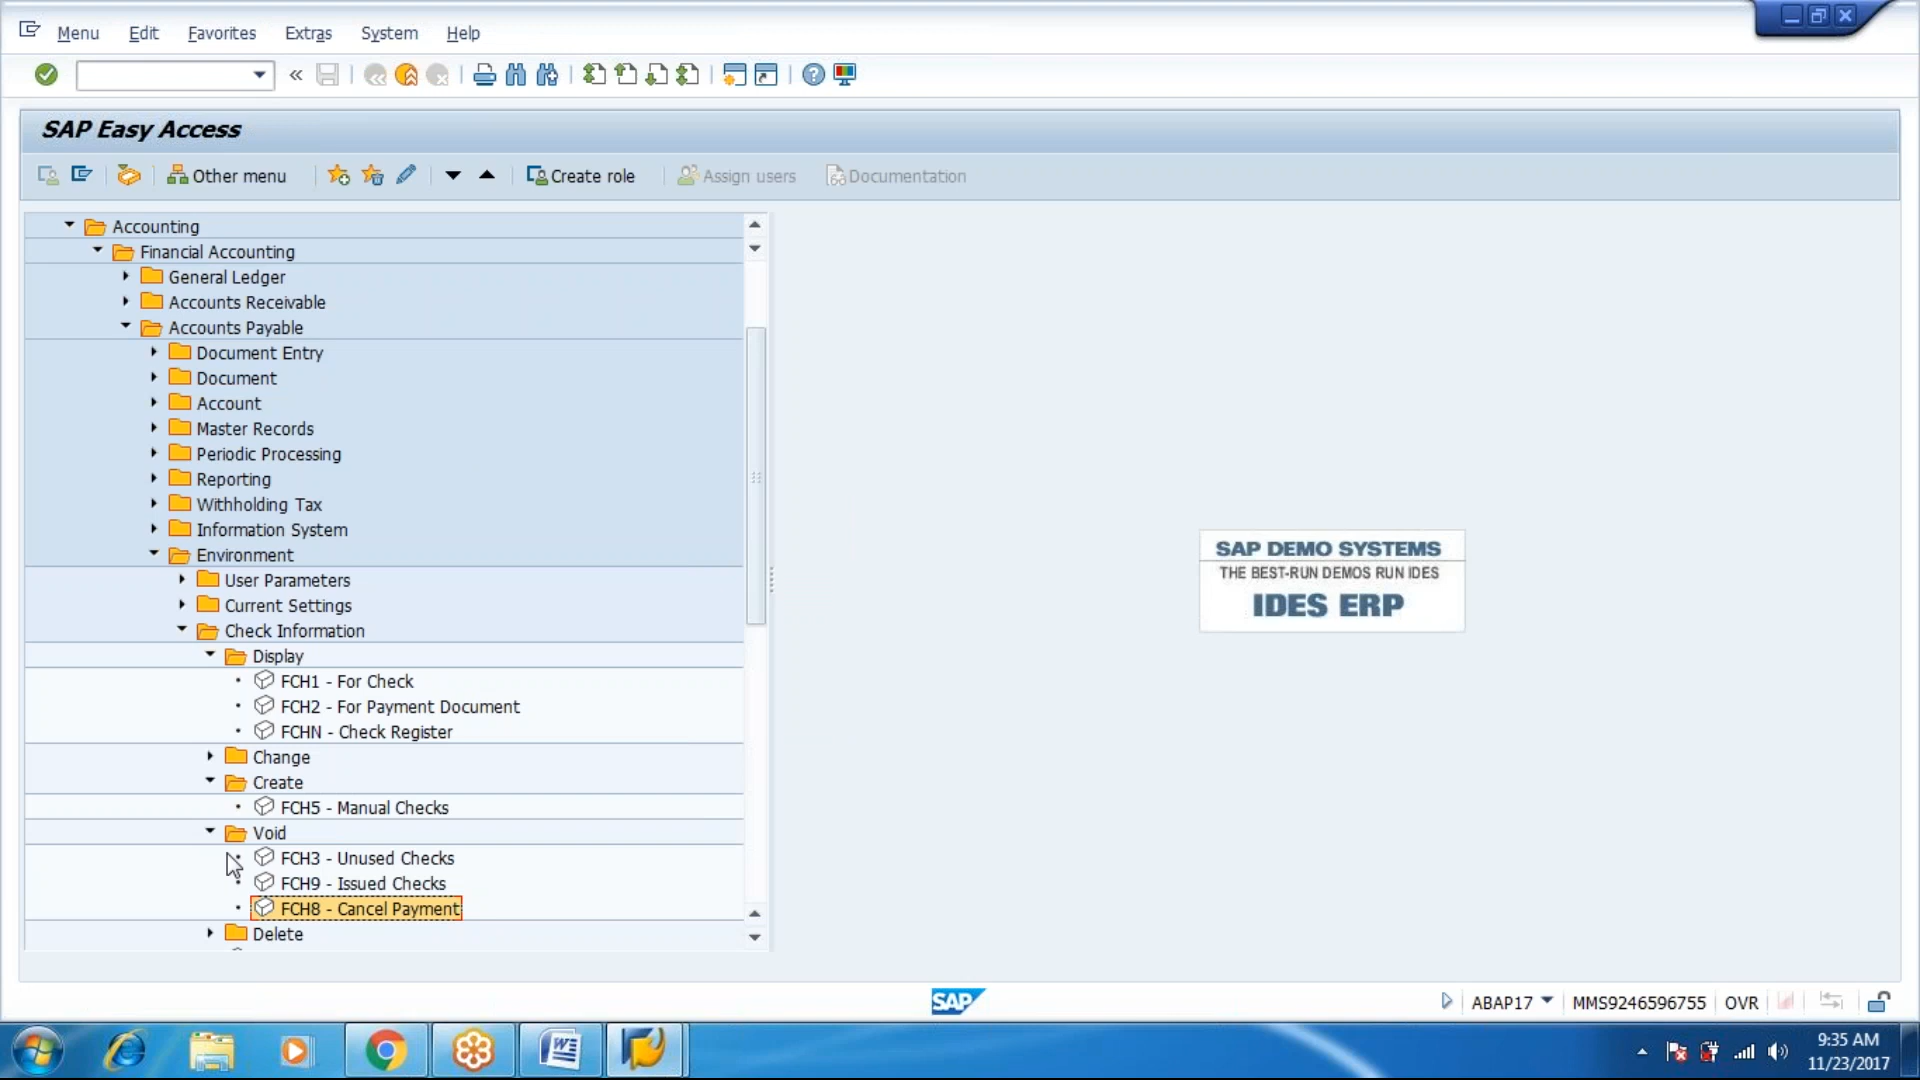 Menu Edit Favorites Extras System Help
SAP Easy Access
Other menu Create role Assign users Documentation
Accounting
Financial Accounting
General Ledger
Accounts Receivable
Accounts Payable
Document Entry
Document
Account
Master Records
Periodic Processing
Reporting
Withholding Tax
Information System
Environment
User Parameters
Current Settings
Check Information
Display
FCH1 - For Check
FCH2 - For Payment Document
FCHN - Check Register
Change
Create
FCH5 - Manual Checks
Void
FCH3 - Unused Checks
FCH9 - Issued Checks
FCH8 - Cancel Payment
Delete
SAP DEMO SYSTEMS
THE BEST-RUN DEMOS RUN IDES
IDES ERP
SAP
ABAP17 MMS9246596755 OVR
9:35 AM
11/23/2017